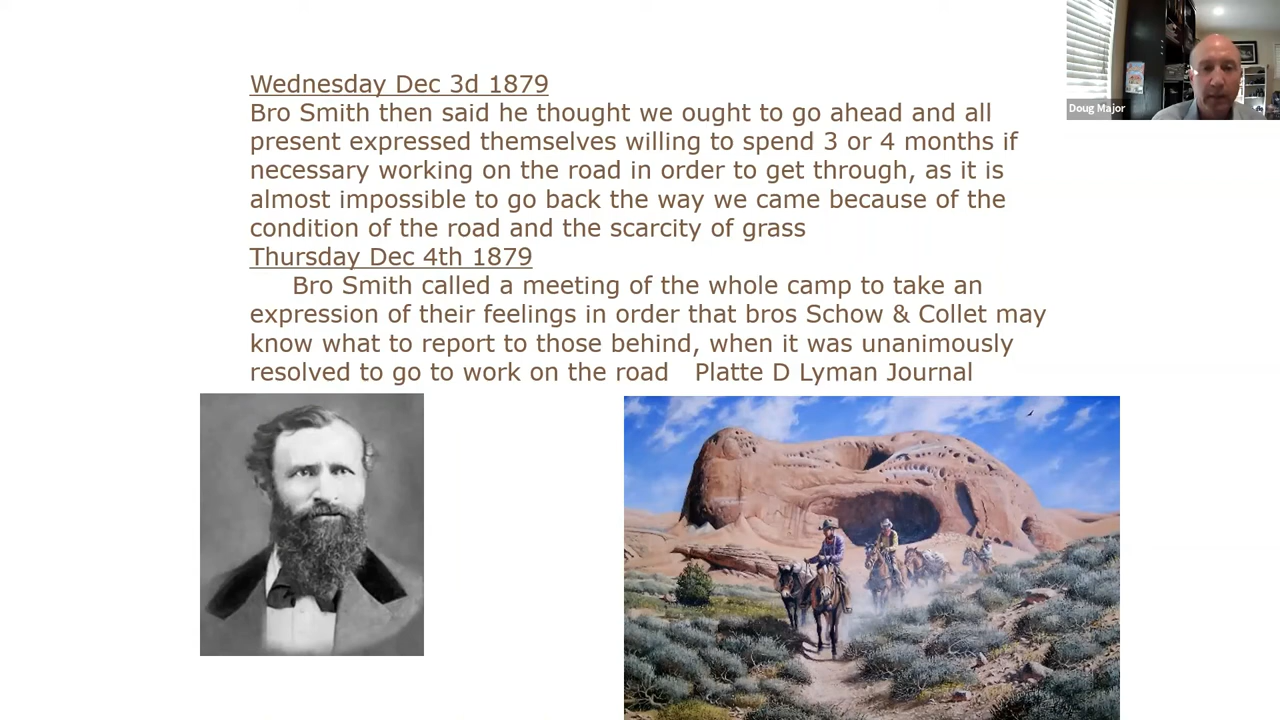 Wednesday Dec 3d 1879
Bro Smith then said he thought we ought to go ahead and all
present expressed themselves willing to spend 3 or 4 months if
necessary working on the road in order to get through, as it is
almost impossible to go back the way we came because of the
condition of the road and the scarcity of grass
Thursday Dec 4th 1879
Bro Smith called a meeting of the whole camp to take an
expression of their feelings in order that bros Schow & Collet may
know what to report to those behind, when it was unanimously
resolved to go to work on the road Platte D Lyman Journal
Doug Major